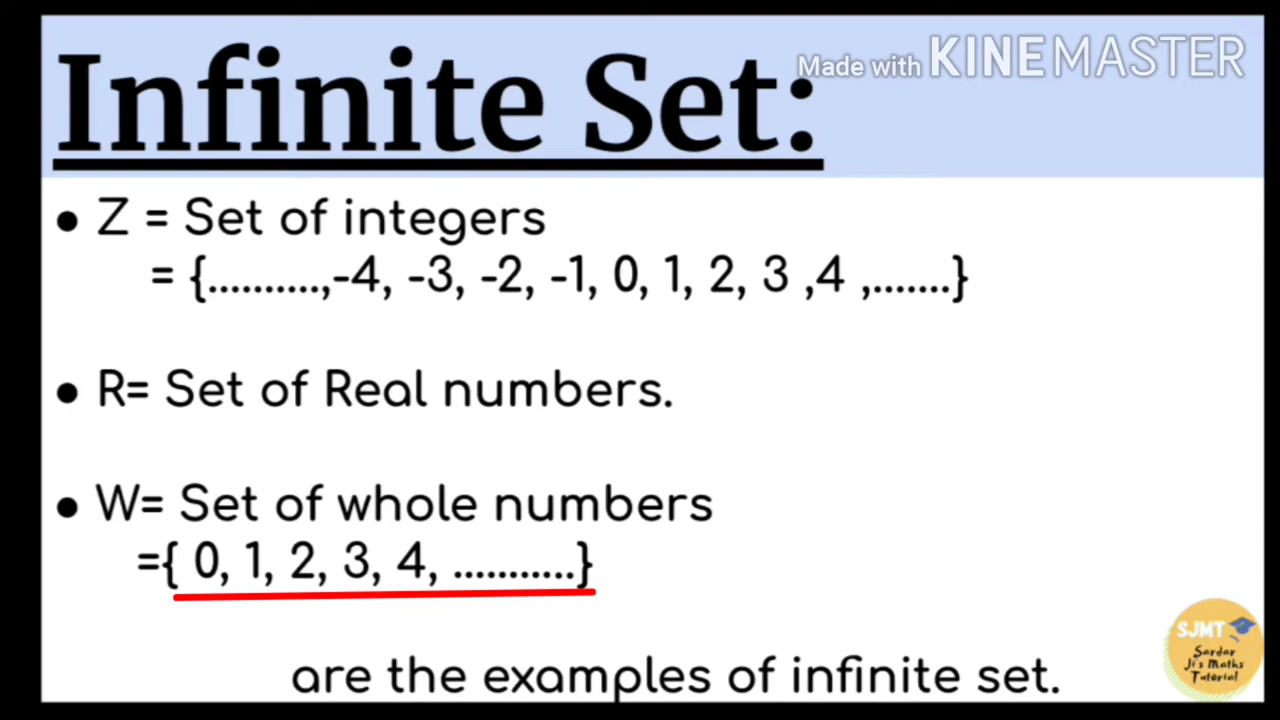 Infinite Set:
Made with KINEMASTER
● Z = Set of integers
= {..........,-4, -3, -2, -1, 0, 1, 2, 3 ,4 ,.......}
● R= Set of Real numbers.
● W= Set of whole numbers
={ 0, 1, 2, 3, 4, ...........}
are the examples of infinite set.
SJMT
Sardar
Ji's Maths
Tutorial